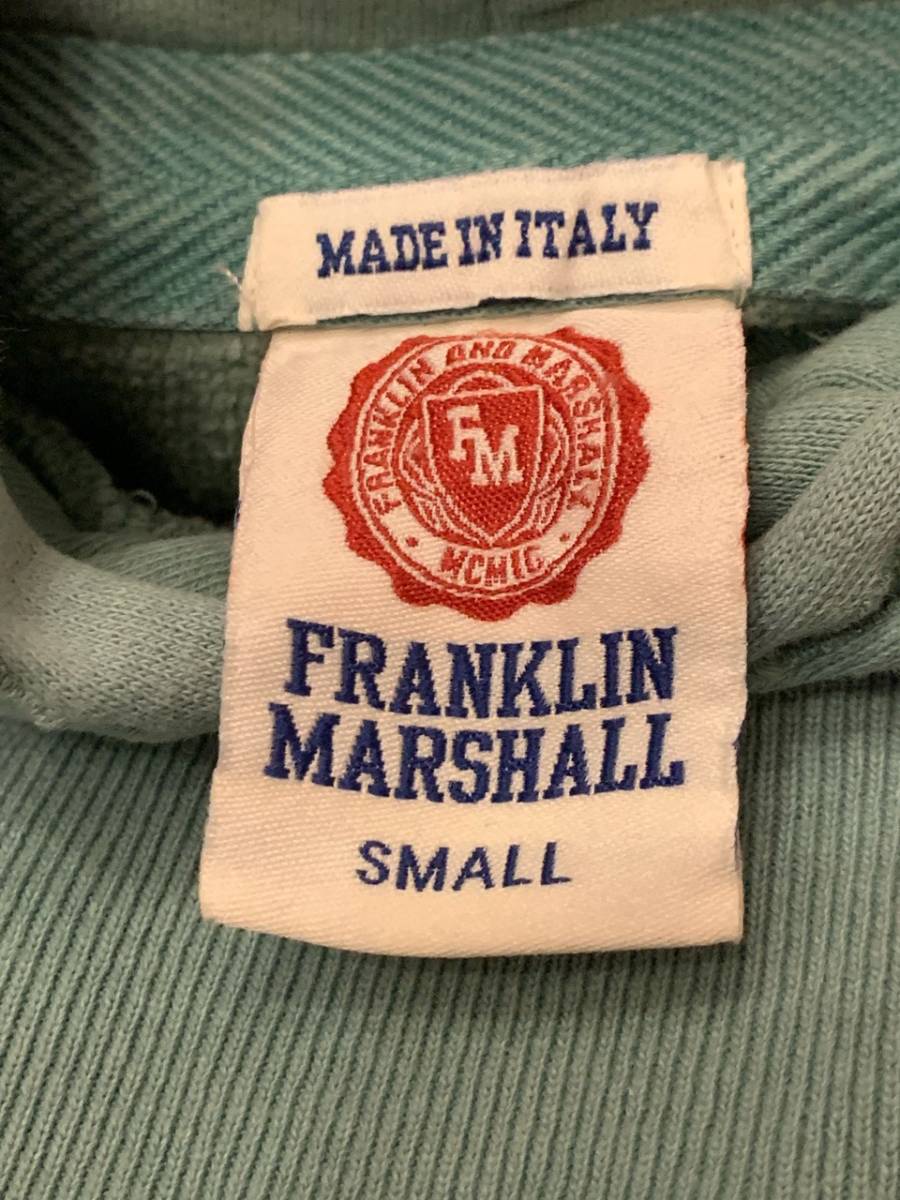 MADE IN ITALY
FRANKLIN AND MARSHALL
FM
MCMIC
FRANKLIN
MARSHALL
SMALL